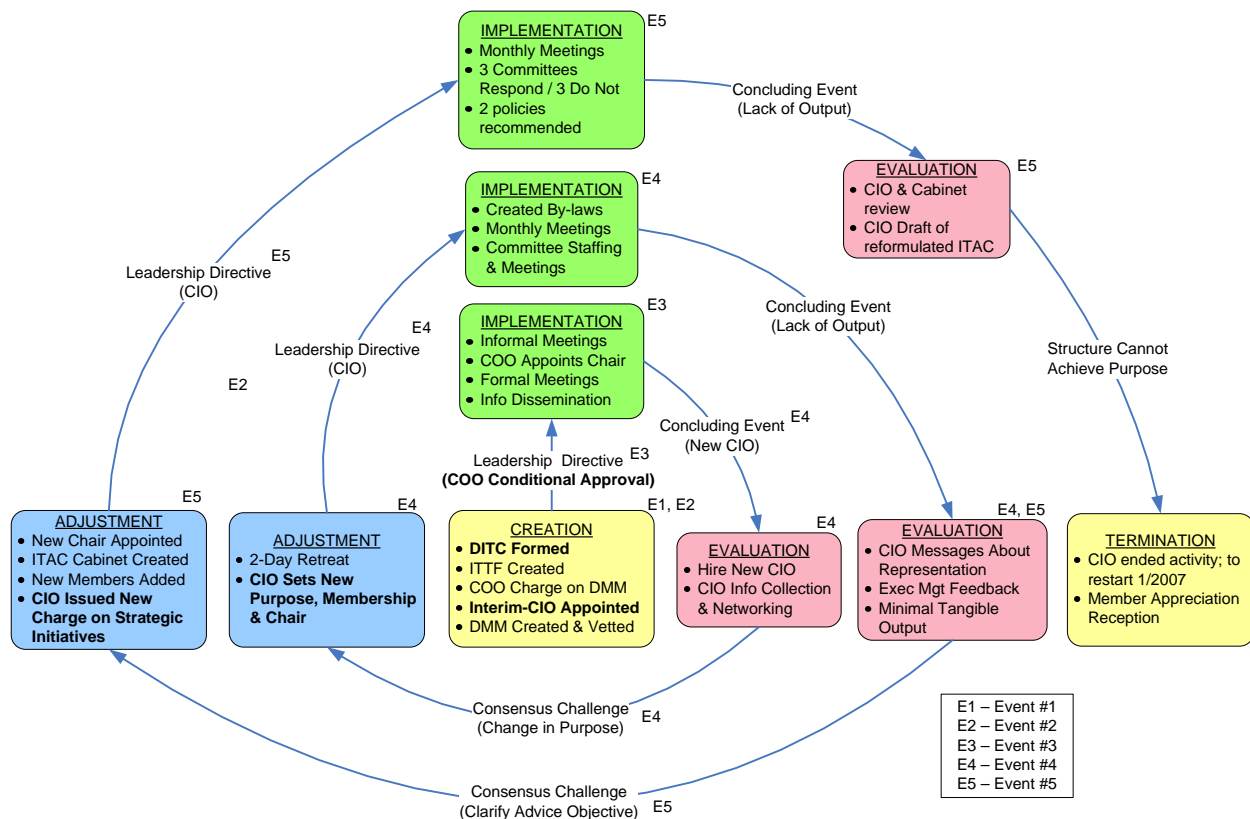 IMPLEMENTATION
• Monthly Meetings
• 3 Committees
Respond / 3 Do Not
• 2 policies
recommended
E5
Concluding Event
(Lack of Output)
EVALUATION
• CIO & Cabinet
review
• CIO Draft of
reformulated ITAC
E5
IMPLEMENTATION
• Created By-laws
• Monthly Meetings
• Committee Staffing
& Meetings
E4
Leadership Directive
(CIO)
E5
Concluding Event
(Lack of Output)
IMPLEMENTATION
• Informal Meetings
• COO Appoints Chair
• Formal Meetings
• Info Dissemination
E3
Leadership Directive
(CIO)
E4
Structure Cannot
Achieve Purpose
E2
Concluding Event
(New CIO)
E4
Leadership Directive
(COO Conditional Approval)
E3
ADJUSTMENT
• New Chair Appointed
• ITAC Cabinet Created
• New Members Added
• CIO Issued New
Charge on Strategic
Initiatives
E5
ADJUSTMENT
• 2-Day Retreat
• CIO Sets New
Purpose, Membership
& Chair
E4
CREATION
• DITC Formed
• ITTF Created
• COO Charge on DMM
• Interim-CIO Appointed
• DMM Created & Vetted
E1, E2
EVALUATION
• Hire New CIO
• CIO Info Collection
& Networking
E4
EVALUATION
• CIO Messages About
Representation
• Exec Mgt Feedback
• Minimal Tangible
Output
E4, E5
TERMINATION
• CIO ended activity; to
restart 1/2007
• Member Appreciation
Reception
Consensus Challenge
(Change in Purpose)
E4
Consensus Challenge
(Clarify Advice Objective)
E5
E1 – Event #1
E2 – Event #2
E3 – Event #3
E4 – Event #4
E5 – Event #5